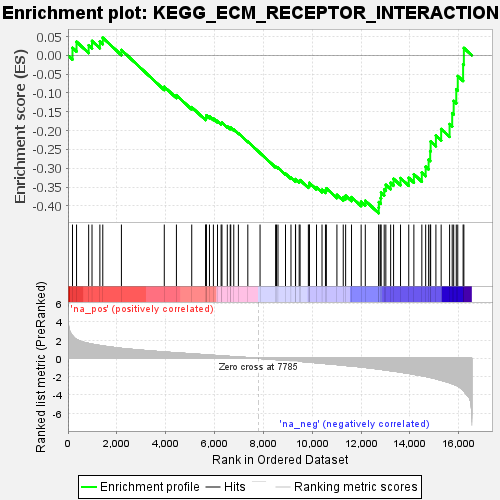 Enrichment plot: KEGG_ECM_RECEPTOR_INTERACTION
Enrichment score (ES)
0.05
0.00
-0.05
-0.10
-0.15
-0.20
-0.25
-0.30
-0.35
-0.40
'na_pos' (positively correlated)
Ranked list metric (PreRanked)
6
4
2
0
-2
-4
-6
Zero cross at 7785
'na_neg' (negatively correlated)
0
2,000
4,000
6,000
8,000
10,000
12,000
14,000
16,000
Rank in Ordered Dataset
Enrichment profile
Hits
Ranking metric scores